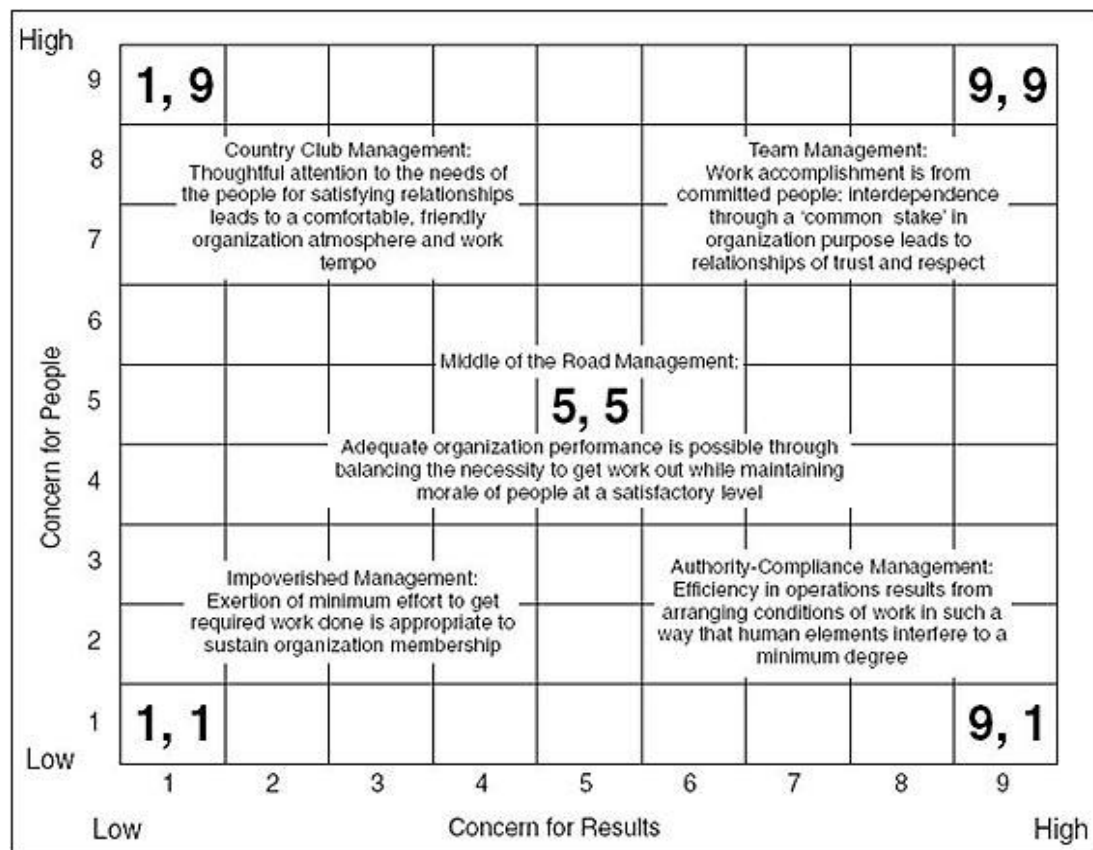 High
9
1, 9
9, 9
8
Country Club Management:
Thoughtful attention to the needs of
the people for satisfying relationships
leads to a comfortable, friendly
organization atmosphere and work
tempo
Team Management:
Work accomplishment is from
committed people: interdependence
through a ‘common stake’ in
organization purpose leads to
relationships of trust and respect
7
6
Concern for People
Middle of the Road Management:
5
5, 5
Adequate organization performance is possible through
balancing the necessity to get work out while maintaining
morale of people at a satisfactory level
4
3
Impoverished Management:
Exertion of minimum effort to get
required work done is appropriate to
sustain organization membership
Authority-Compliance Management:
Efficiency in operations results from
arranging conditions of work in such a
way that human elements interfere to a
minimum degree
2
1
1, 1
9, 1
Low
1 2 3 4 5 6 7 8 9
Low Concern for Results High